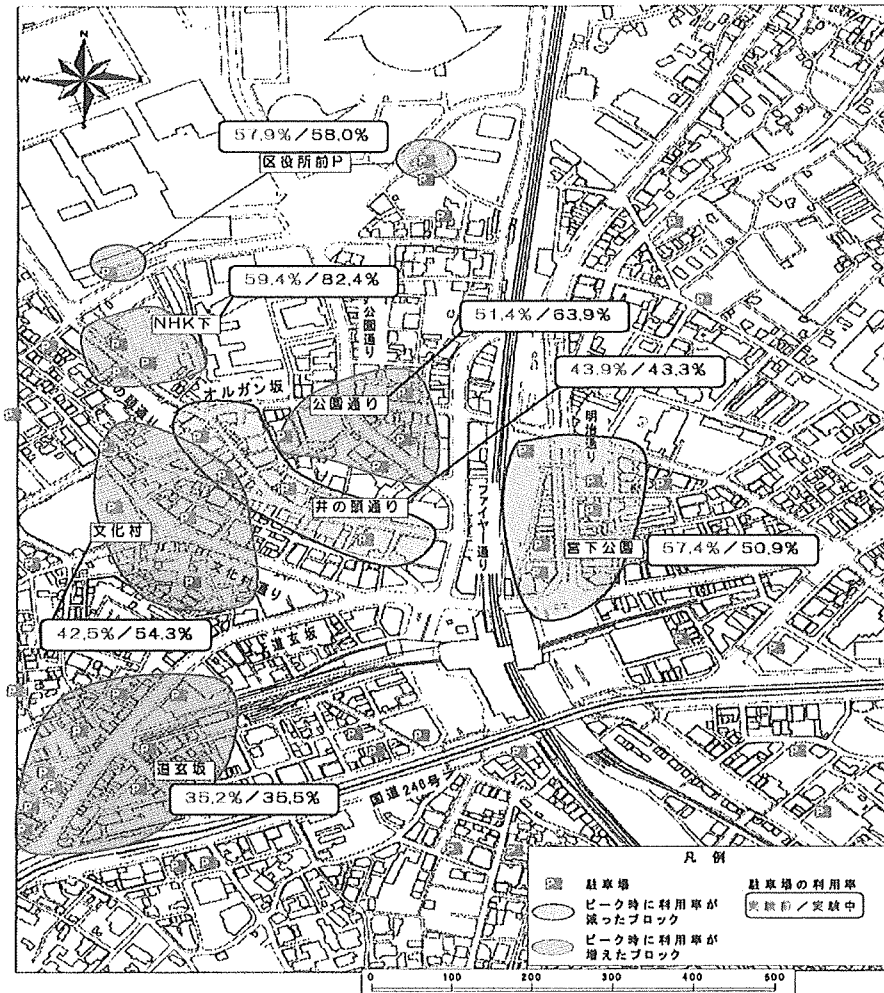 N
W
E
57.9%/58.0%
区役所前P
59.4%/82.4%
NHK下
公園通り
51.4%/63.9%
オルガン坂
公園通り
43.9%/43.3%
の頭通り
明治通り
井の頭通り
ファイヤー通り
文化村
宮下公園
57.4%/50.9%
文化村通り
42.5%/54.3%
道玄坂
道玄坂
35.2%/35.5%
国道246号
凡 例
P 駐車場
駐車場の利用率
実験前/実験中
ピーク時に利用率が
減ったブロック
ピーク時に利用率が
増えたブロック
0 100 200 300 400 500